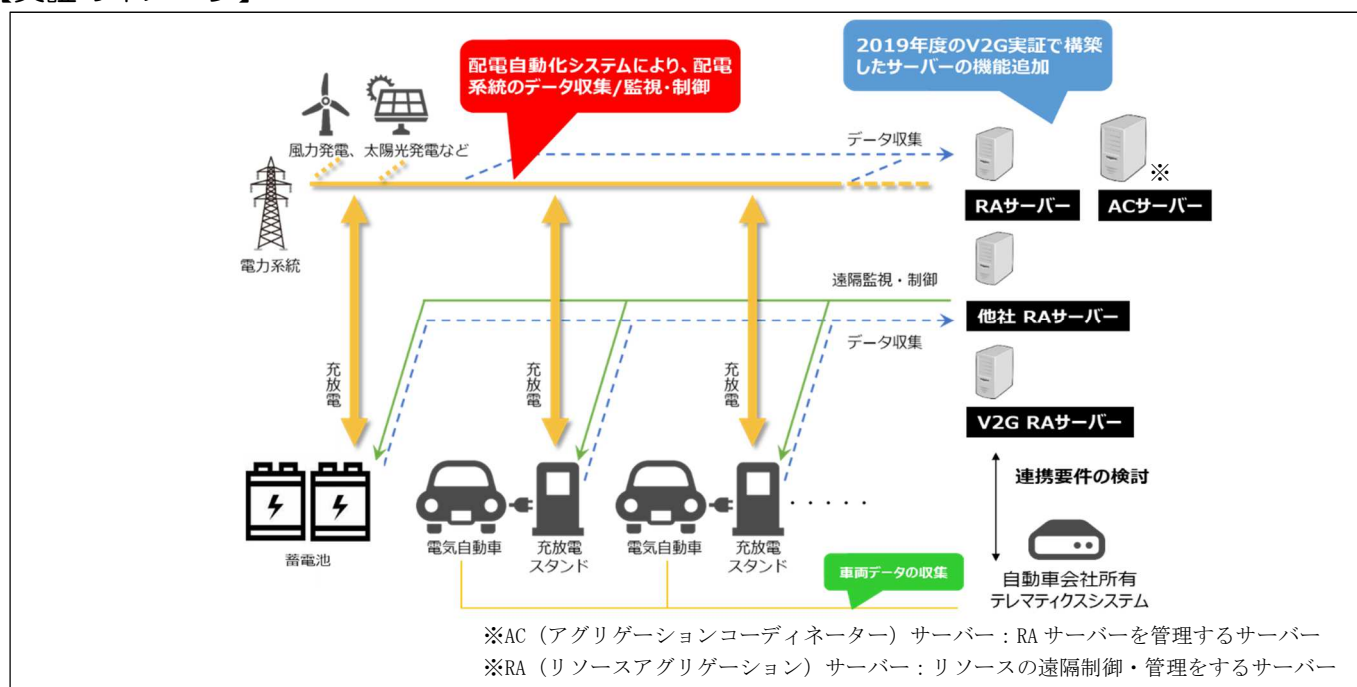 配電自動化システムにより、配電
系統のデータ収集/監視・制御
2019年度のV2G実証で構築
したサーバーの機能追加
風力発電、太陽光発電など
データ収集
※
RAサーバー
ACサーバー
電力系統
遠隔監視・制御
他社 RAサーバー
データ収集
充放電
充放電
充放電
V2G RAサーバー
連携要件の検討
・・・・・
蓄電池
電気自動車
充放電
スタンド
電気自動車
充放電
スタンド
車両データの収集
自動車会社所有
テレマティクスシステム
※AC（アグリゲーションコーディネーター）サーバー：RA サーバーを管理するサーバー
※RA（リソースアグリゲーション）サーバー：リソースの遠隔制御・管理をするサーバー